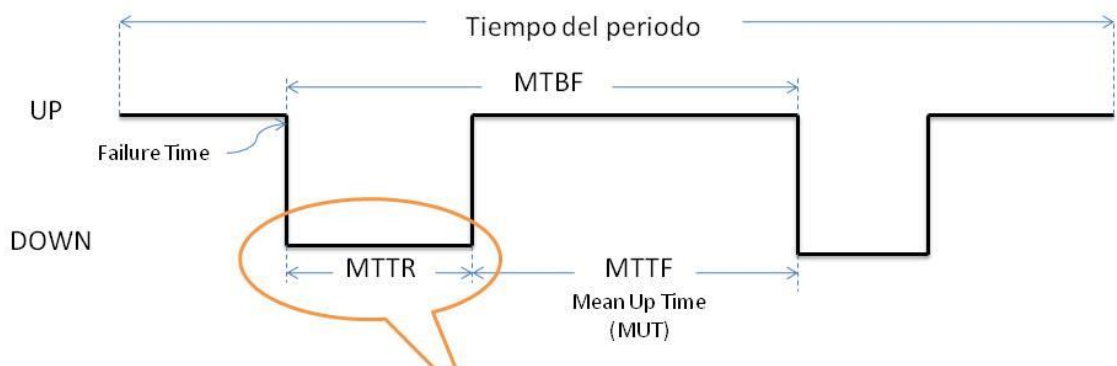 Tiempo del periodo
MTBF
UP
Failure Time
DOWN
MTTR
MTTF
Mean Up Time
(MUT)